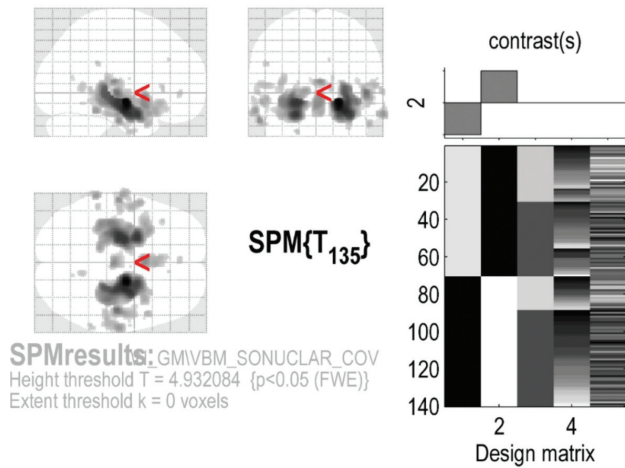 contrast(s)
2
<
<
<
SPM{T135}
20
40
60
80
100
120
140
2 4
Design matrix
SPMresults: _GM\VBM_SONUCLAR_COV
Height threshold T = 4.932084 {p<0.05 (FWE)}
Extent threshold k = 0 voxels